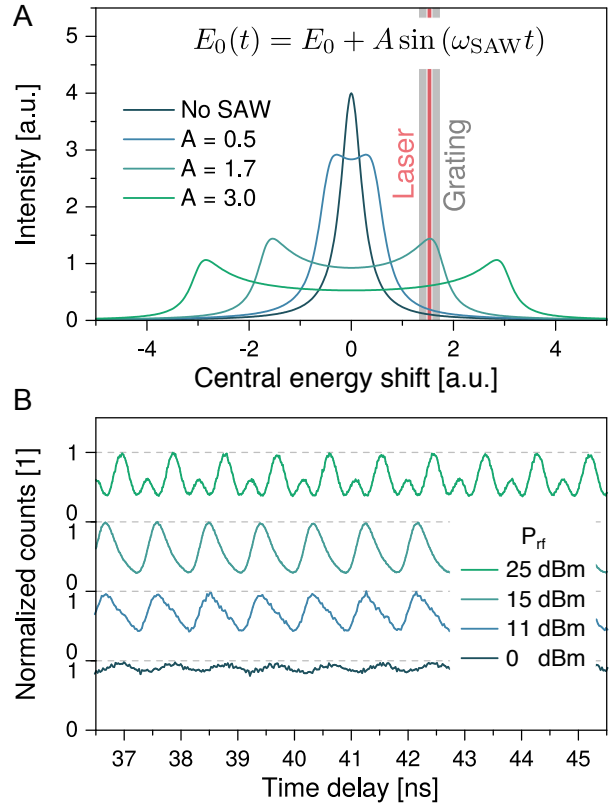 A
E₀(t) = E₀ + A sin (ω_SAW t)
No SAW
A = 0.5
A = 1.7
A = 3.0
Laser
Grating
Intensity [a.u.]
5
4
3
2
1
0
-4 -2 0 2 4
Central energy shift [a.u.]
B
Normalized counts [1]
1
0
1
0
1
0
1
0
P_rf
25 dBm
15 dBm
11 dBm
0 dBm
37 38 39 40 41 42 43 44 45
Time delay [ns]